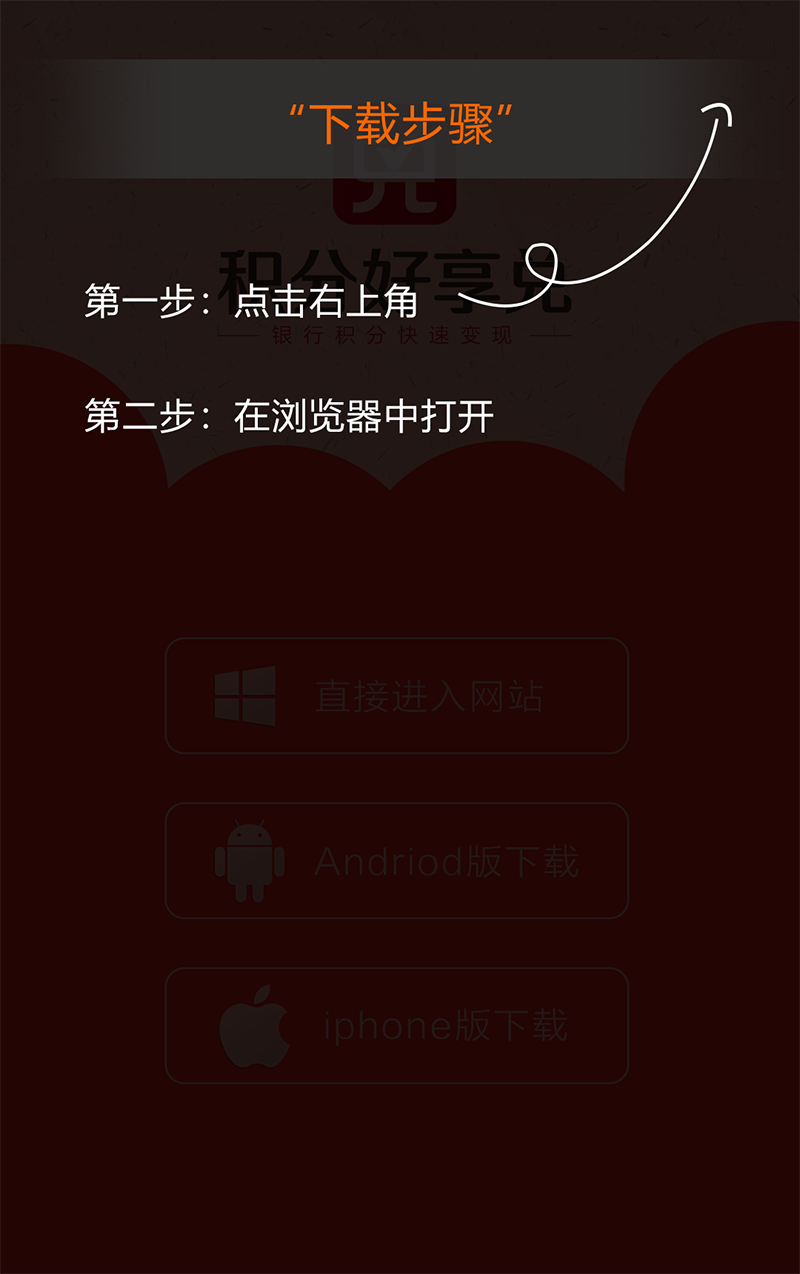 “下载步骤”
兑
积分好享兑
第一步：点击右上角
银行积分快速变现
第二步：在浏览器中打开
直接进入网站
Andriod版下载
iphone版下载